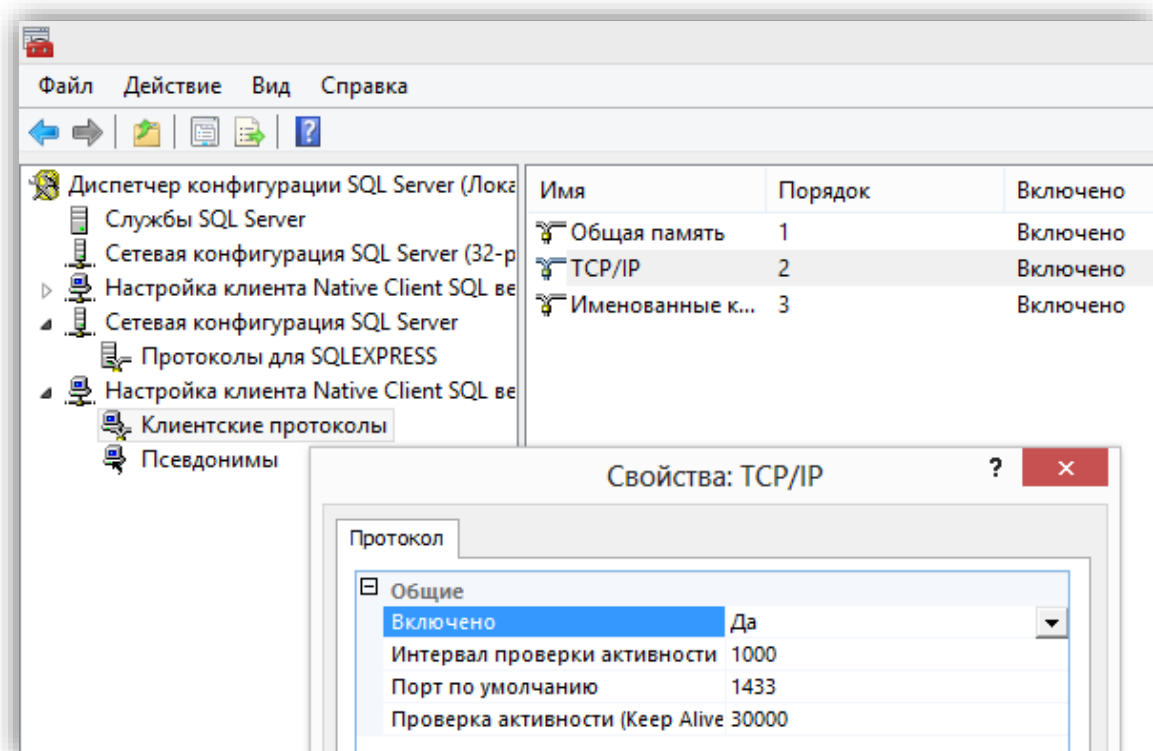 Файл Действие Вид Справка
Диспетчер конфигурации SQL Server (Лока
Службы SQL Server
Сетевая конфигурация SQL Server (32-р
Настройка клиента Native Client SQL ве
Сетевая конфигурация SQL Server
Протоколы для SQLEXPRESS
Настройка клиента Native Client SQL ве
Клиентские протоколы
Псевдонимы
Имя Порядок Включено
Общая память 1 Включено
TCP/IP 2 Включено
Именованные к... 3 Включено
Свойства: TCP/IP ? ×
Протокол
Общие
Включено Да
Интервал проверки активности 1000
Порт по умолчанию 1433
Проверка активности (Keep Alive 30000